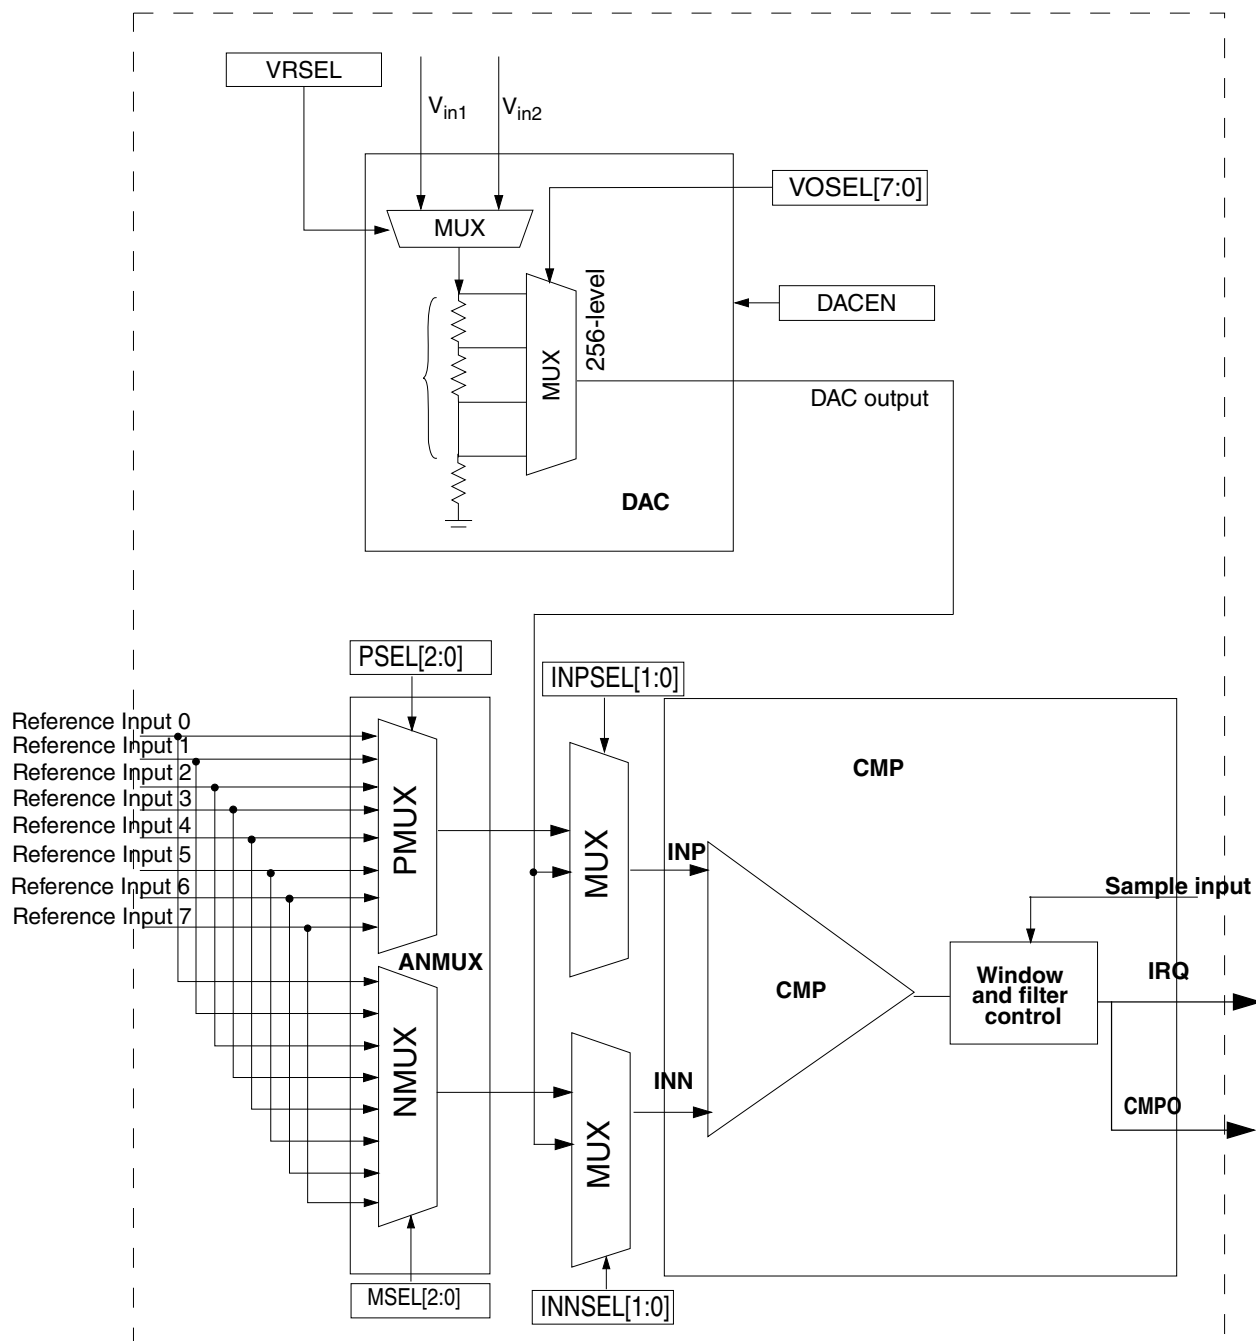 VRSEL
Vin1
Vin2
VOSEL[7:0]
MUX
256-level
MUX
DACEN
DAC output
DAC
PSEL[2:0]
INPSEL[1:0]
Reference Input 0
Reference Input 1
Reference Input 2
Reference Input 3
Reference Input 4
Reference Input 5
Reference Input 6
Reference Input 7
PMUX
MUX
CMP
INP
Sample input
ANMUX
CMP
Window
and filter
control
IRQ
NMUX
MUX
INN
CMPO
MSEL[2:0]
INNSEL[1:0]